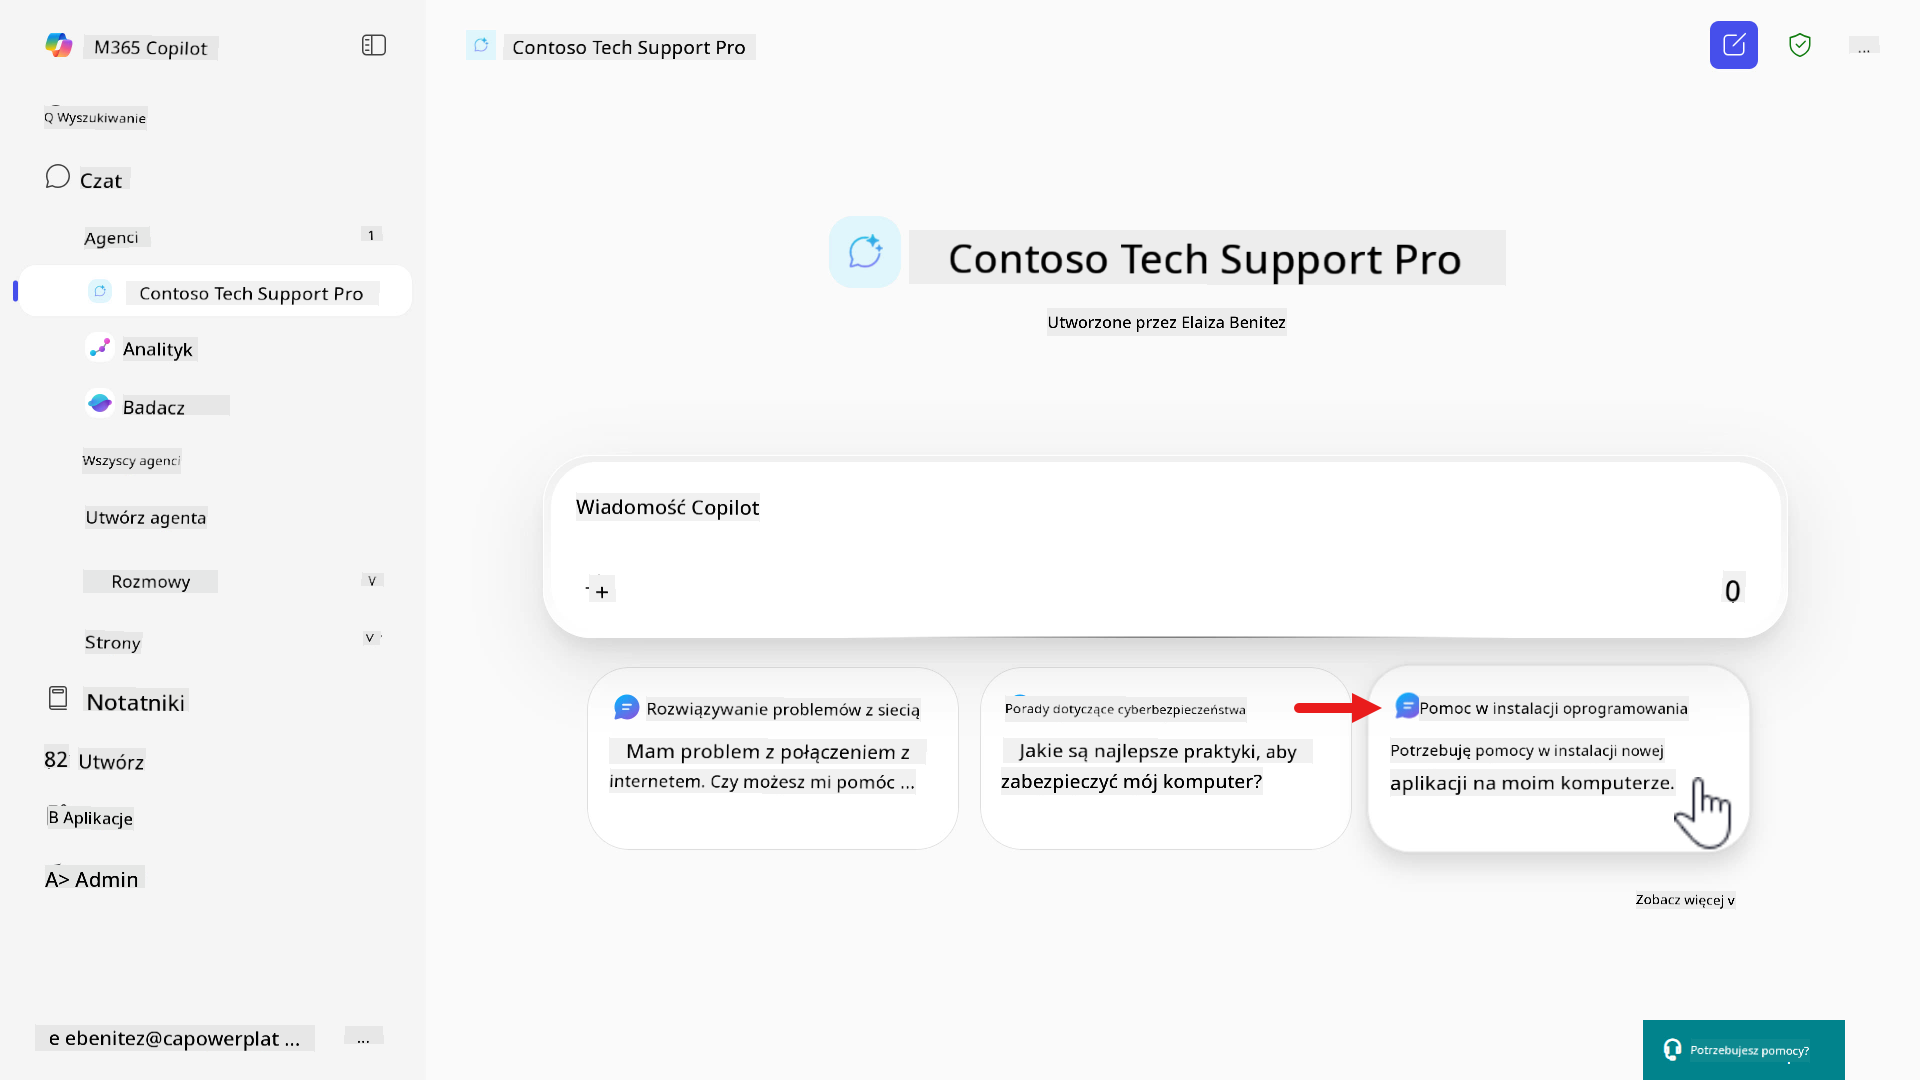 M365 Copilot
Q Wyszukiwanie
Czat
Agenci
1
Contoso Tech Support Pro
Analityk
Badacz
Wszyscy agenci
Utwórz agenta
Rozmowy
V
Strony
V
Notatniki
82 Utwórz
B Aplikacje
A> Admin
e ebenitez@capowerplat ...
...
Contoso Tech Support Pro
...
Contoso Tech Support Pro
Utworzone przez Elaiza Benitez
Wiadomość Copilot
+
0
Rozwiązywanie problemów z siecią
Mam problem z połączeniem z
internetem. Czy możesz mi pomóc ...
Porady dotyczące cyberbezpieczeństwa
Jakie są najlepsze praktyki, aby
zabezpieczyć mój komputer?
Pomoc w instalacji oprogramowania
Potrzebuję pomocy w instalacji nowej
aplikacji na moim komputerze.
Zobacz więcej v
Potrzebujesz pomocy?